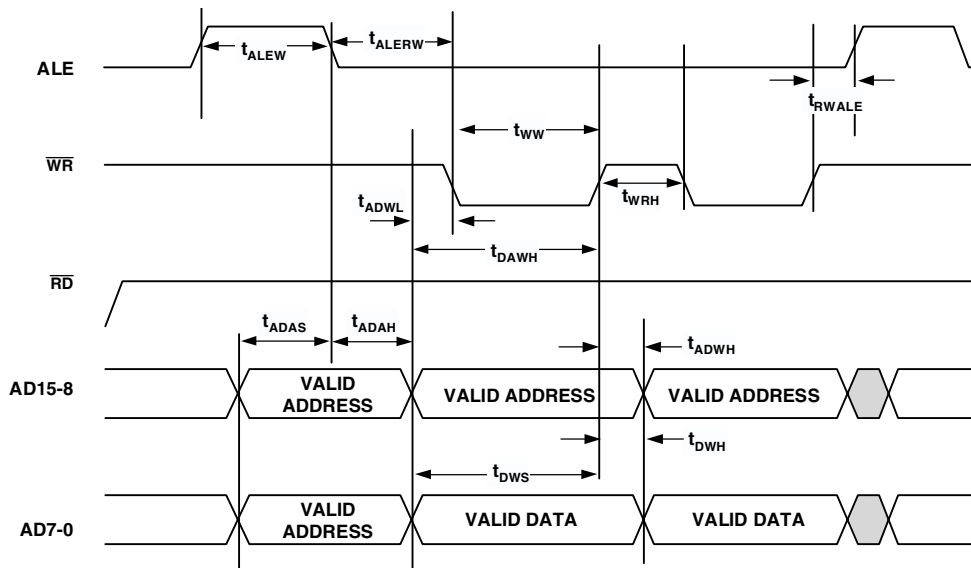 tALEW
tALERW
ALE
tRWALE
tWW
WR
tWRH
tADWL
tDAWH
RD
tADAS
tADAH
tADWH
AD15-8
VALID
ADDRESS
VALID ADDRESS
VALID ADDRESS
tDWH
tDWS
AD7-0
VALID
ADDRESS
VALID DATA
VALID DATA